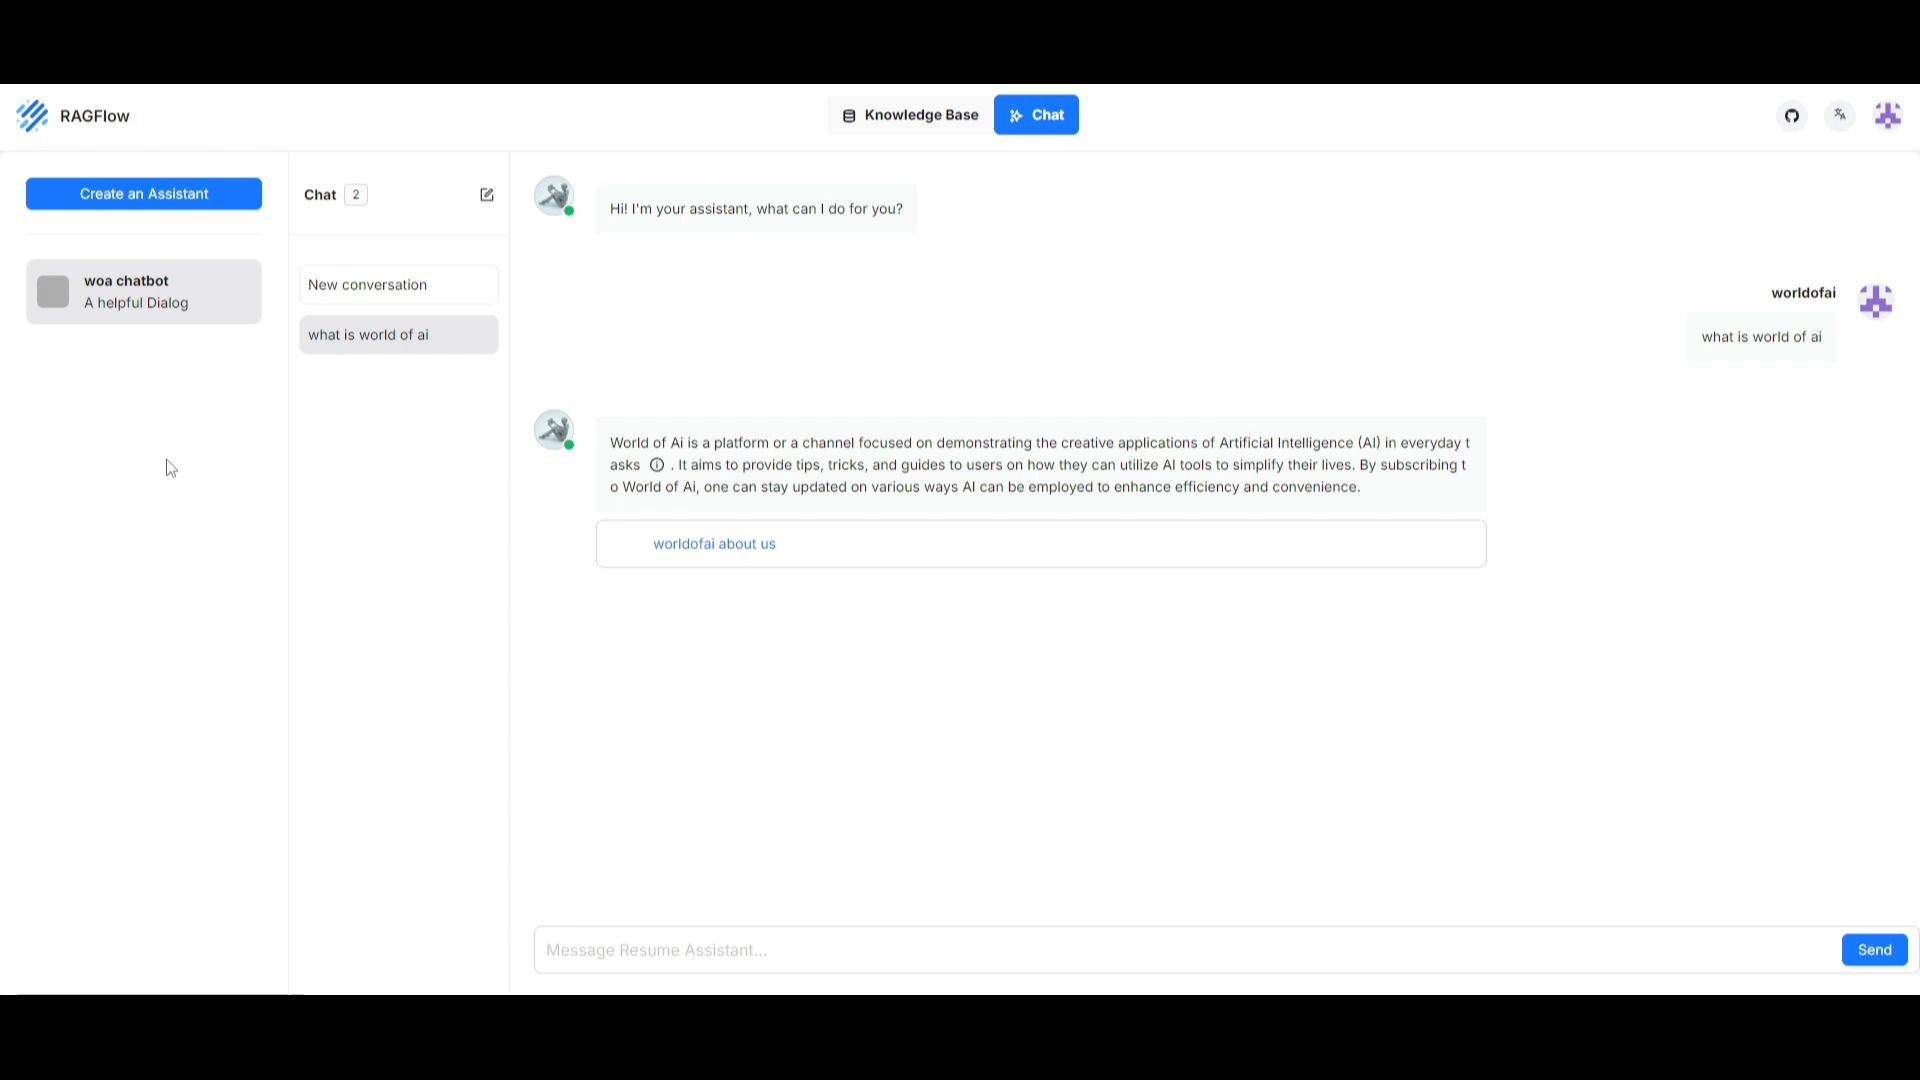 RAGFlow
Knowledge Base
Chat
Create an Assistant
woa chatbot
A helpful Dialog
Chat 2
New conversation
what is world of ai
Hi! I'm your assistant, what can I do for you?
worldofai
what is world of ai
World of Ai is a platform or a channel focused on demonstrating the creative applications of Artificial Intelligence (AI) in everyday t
asks . It aims to provide tips, tricks, and guides to users on how they can utilize AI tools to simplify their lives. By subscribing t
o World of Ai, one can stay updated on various ways AI can be employed to enhance efficiency and convenience.
worldofai about us
Message Resume Assistant...
Send